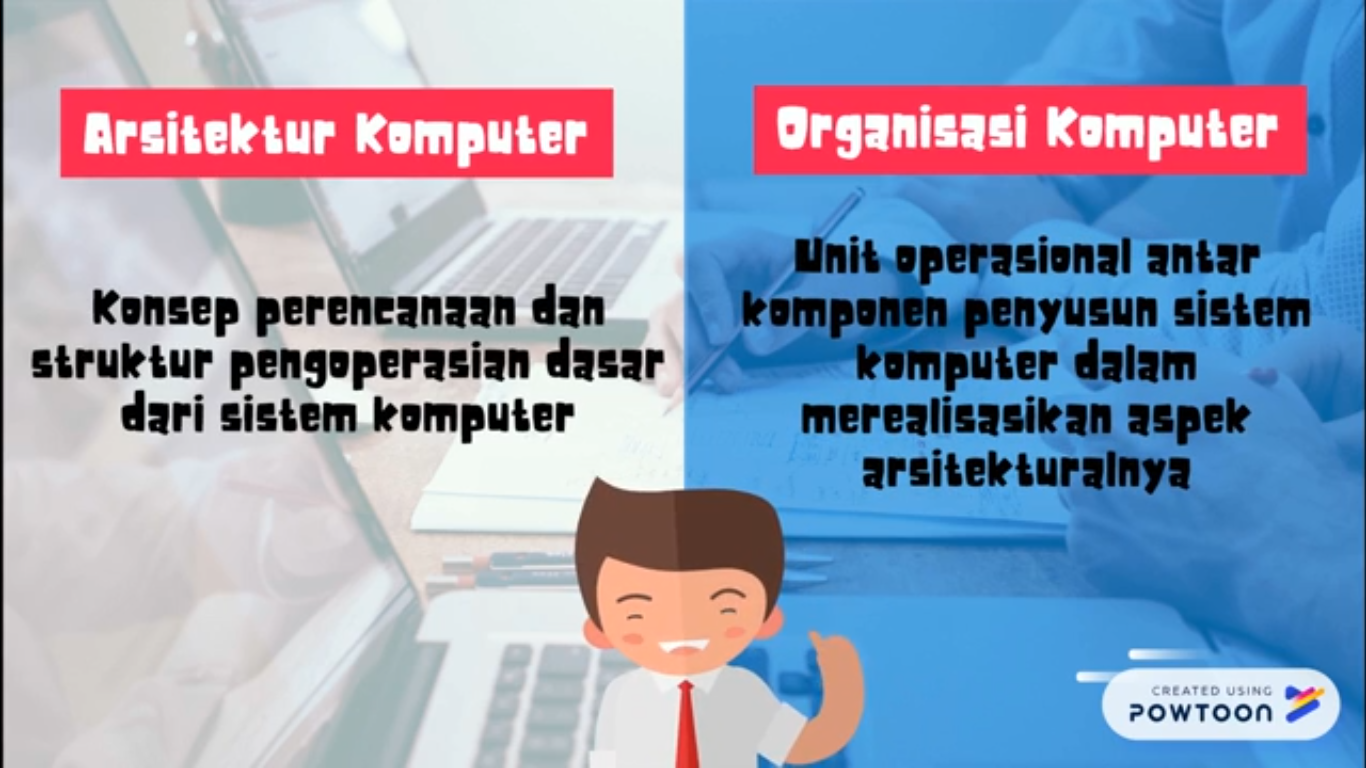 Arsitektur Komputer
Konsep perencanaan dan
struktur pengoperasian dasar
dari sistem komputer
Organisasi Komputer
Unit operasional antar
komponen penyusun sistem
komputer dalam
merealisasikan aspek
arsitekturalnya
CREATED USING
POWTOON